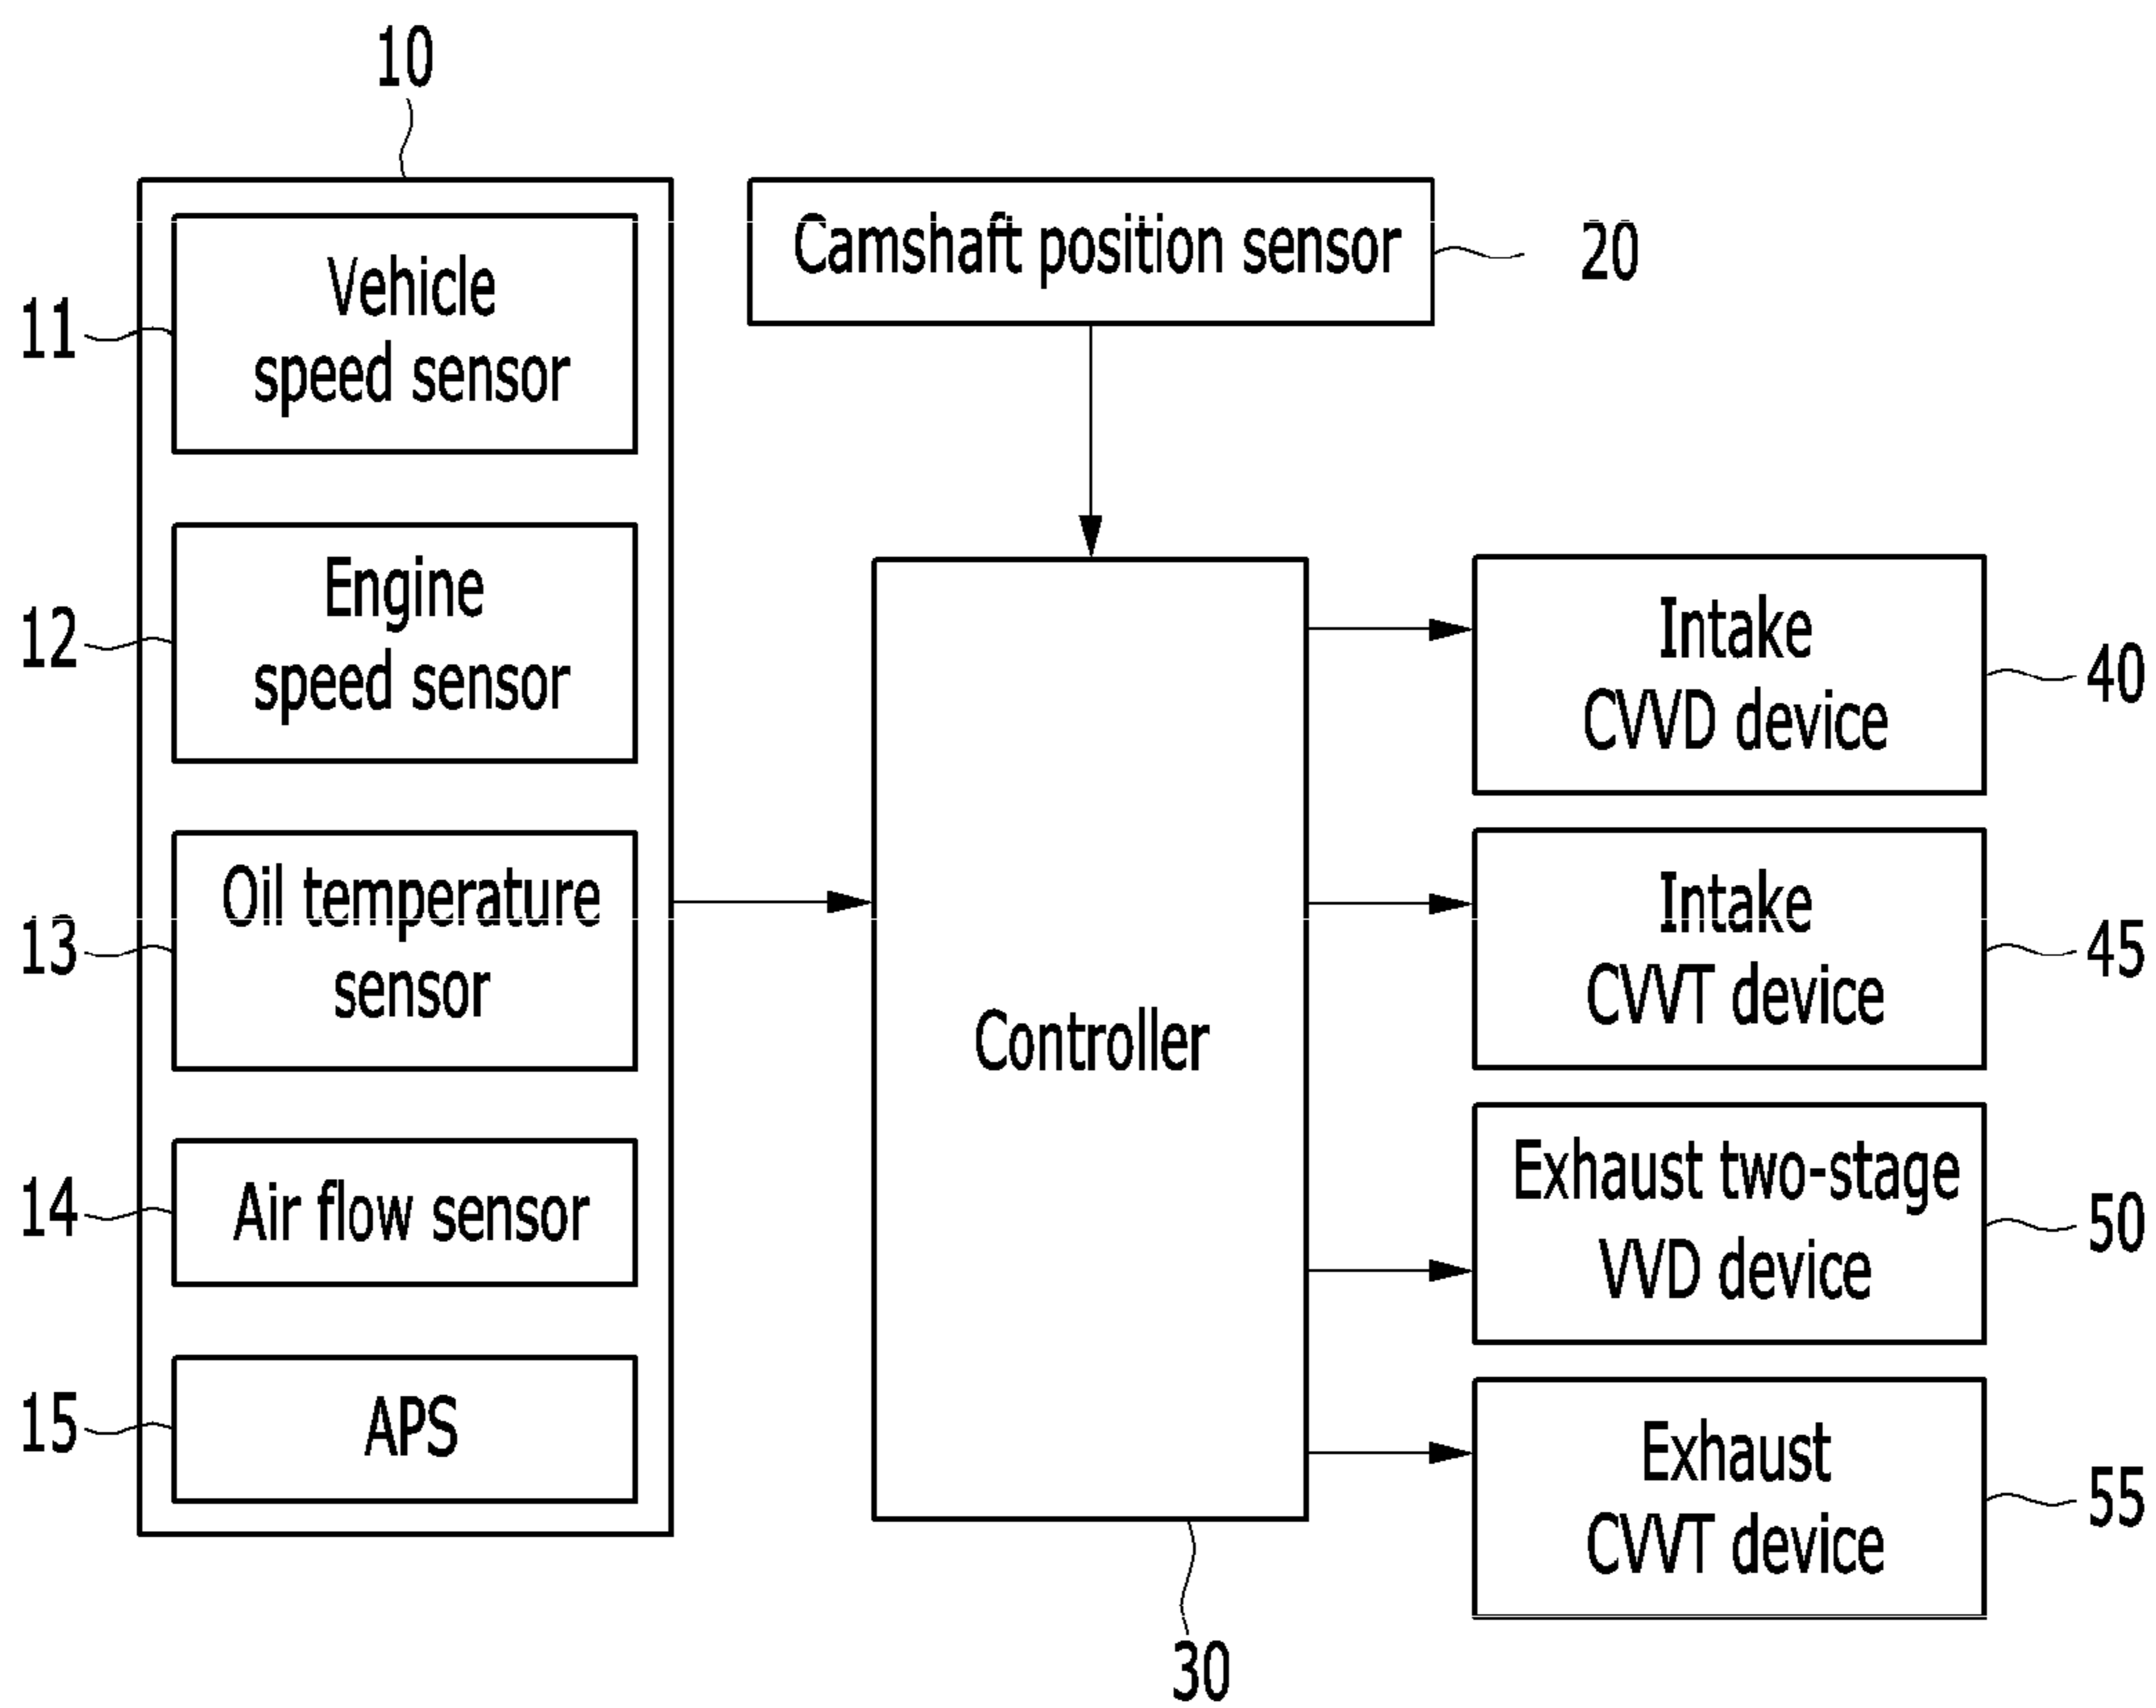 10
Vehicle
speed sensor
11
Engine
speed sensor
12
Oil temperature
sensor
13
Air flow sensor
14
APS
15
Camshaft position sensor
20
Controller
30
Intake
CVVD device
40
Intake
CVVT device
45
Exhaust two-stage
VVD device
50
Exhaust
CVVT device
55